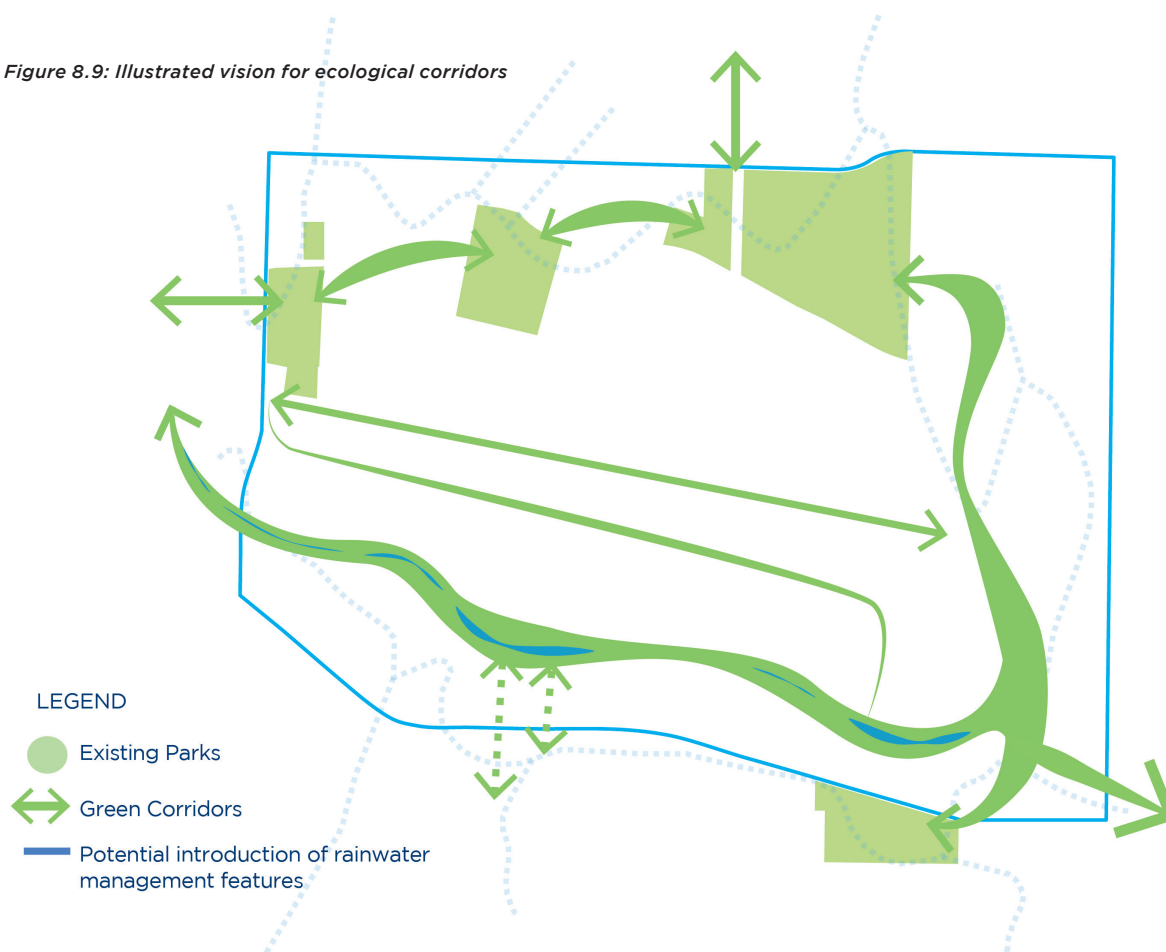 Figure 8.9: Illustrated vision for ecological corridors
LEGEND
Existing Parks
Green Corridors
Potential introduction of rainwater
management features